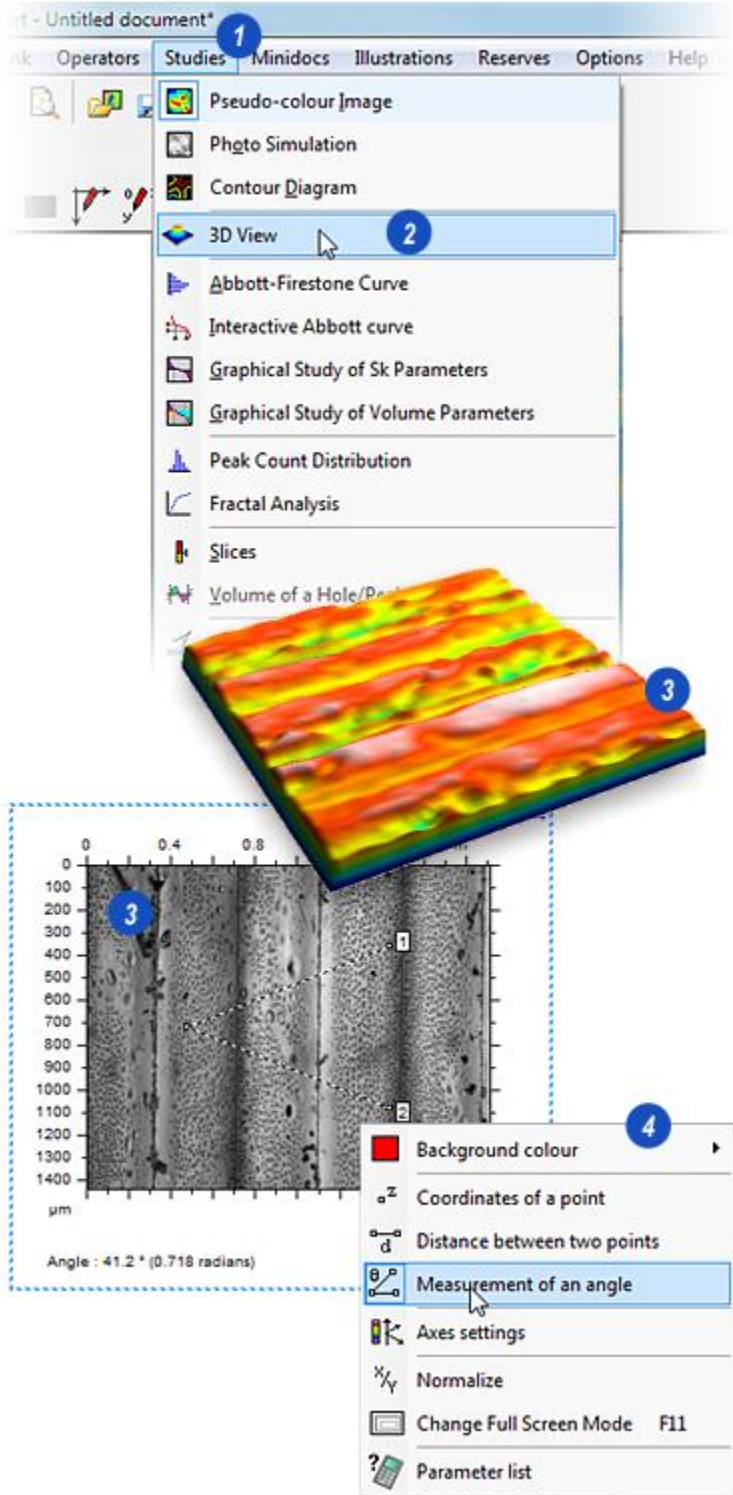 rt - Untitled document*
1
Operators Studies Minidocs Illustrations Reserves Options Help
Pseudo-colour Image
Photo Simulation
Contour Diagram
3D View 2
Abbott-Firestone Curve
Interactive Abbott curve
Graphical Study of Sk Parameters
Graphical Study of Volume Parameters
Peak Count Distribution
Fractal Analysis
Slices
Volume of a Hole/
3
0 0.4 0.8
0
100
200
300
400
500
600
700
800
900
1000
1100
1200
1300
1400
µm
3
1
2
Angle : 41.2 ° (0.718 radians)
4
Background colour
Coordinates of a point
Distance between two points
Measurement of an angle
Axes settings
Normalize
Change Full Screen Mode F11
Parameter list